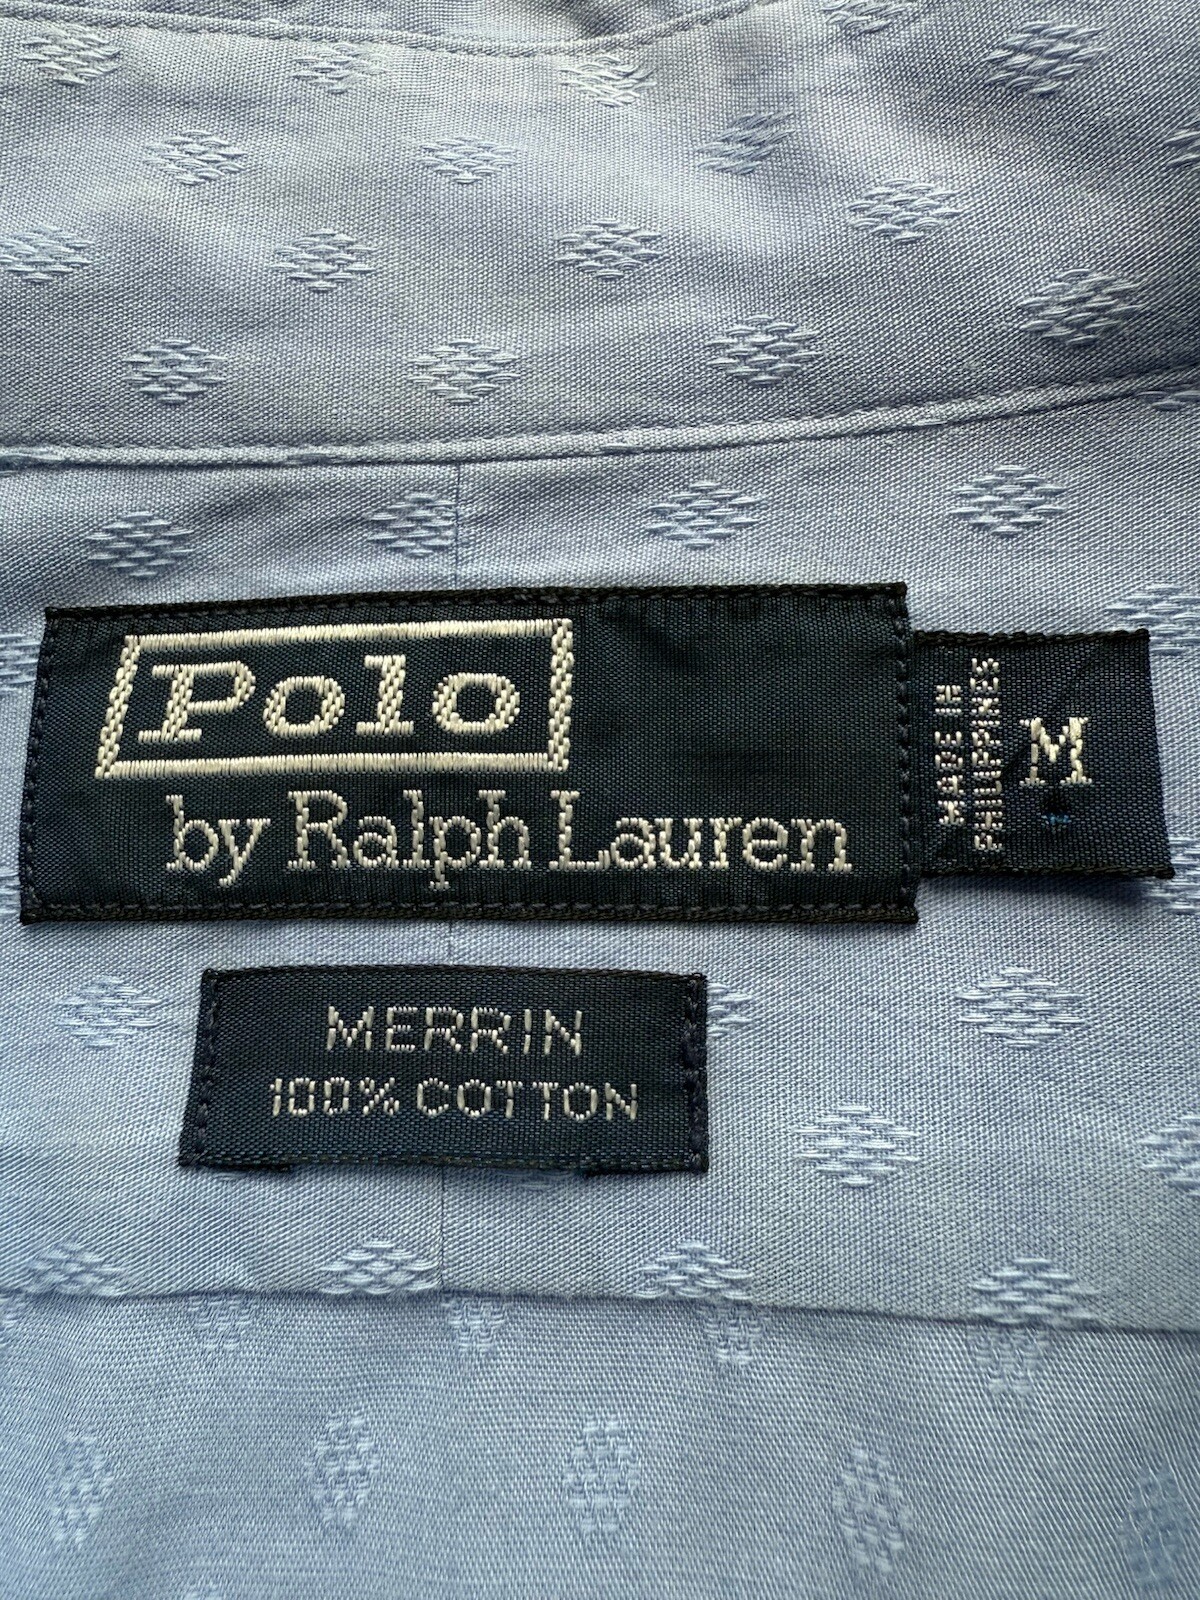 Polo
by Ralph Lauren
MADE IN
PHILIPPINES
M
MERRIN
100% COTTON